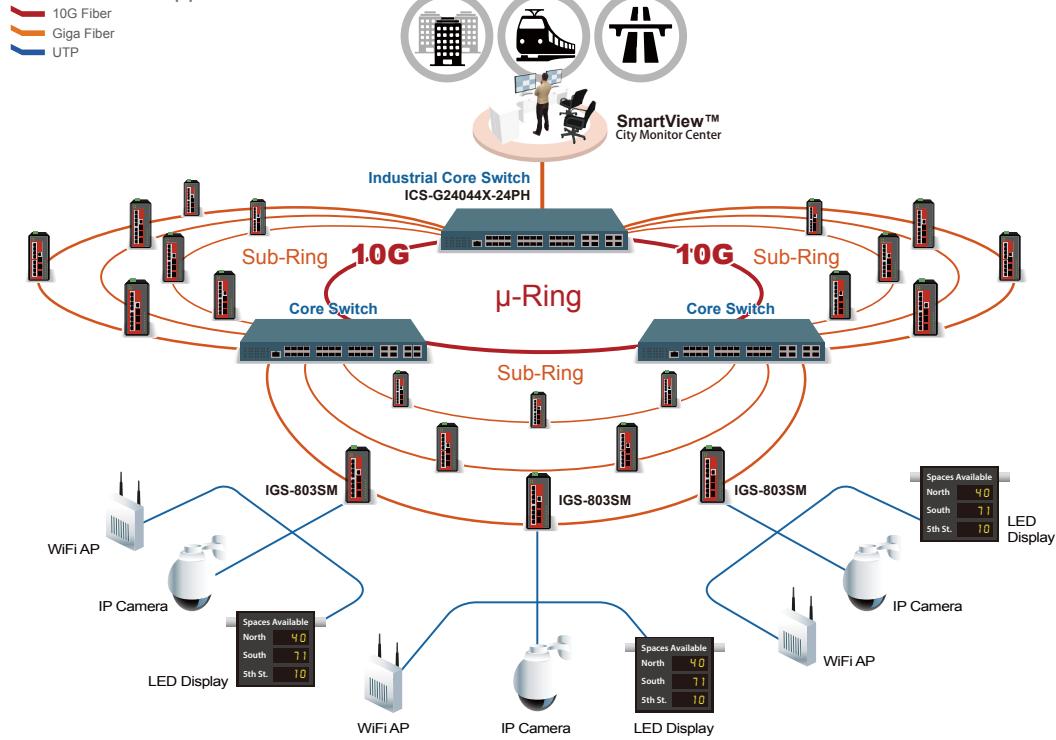 10G Fiber
Giga Fiber
UTP
SmartView™
City Monitor Center
Industrial Core Switch
ICS-G24044X-24PH
Sub-Ring
10G
10G
Sub-Ring
µ-Ring
Core Switch
Core Switch
Sub-Ring
IGS-803SM
IGS-803SM
IGS-803SM
WiFi AP
IP Camera
Spaces Available
North 40
South 71
5th St. 10
LED Display
WiFi AP
IP Camera
Spaces Available
North 40
South 71
5th St. 10
LED Display
Spaces Available
North 40
South 71
5th St. 10
LED
Display
IP Camera
WiFi AP